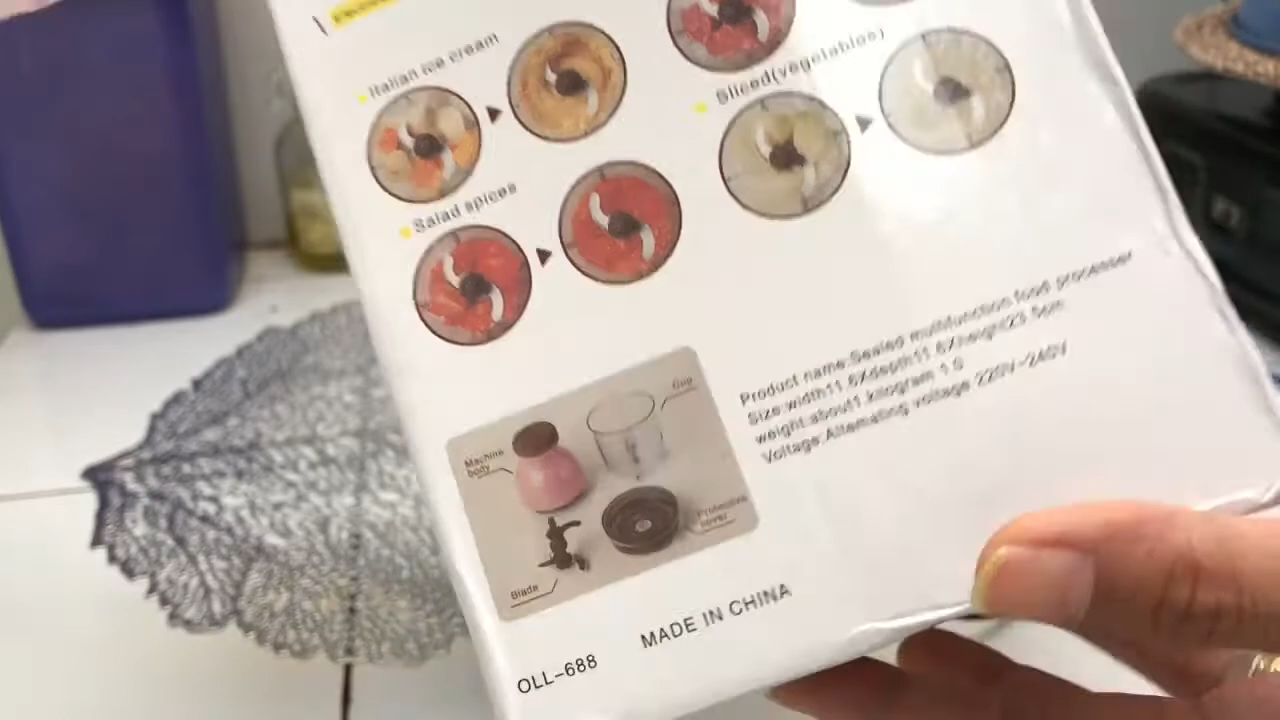 Italian ice cream
Sliced(vegetables)
Salad spices
Product name:Sealed multifunction food processer
Size:width11.6Xdepth11.6Xheight23.5pm
weight:about1.kilogram 1.0
Voltage:Alternating voltage 220V~240V
Machine
body
Cup
Protective
cover
Blade
MADE IN CHINA
OLL-688